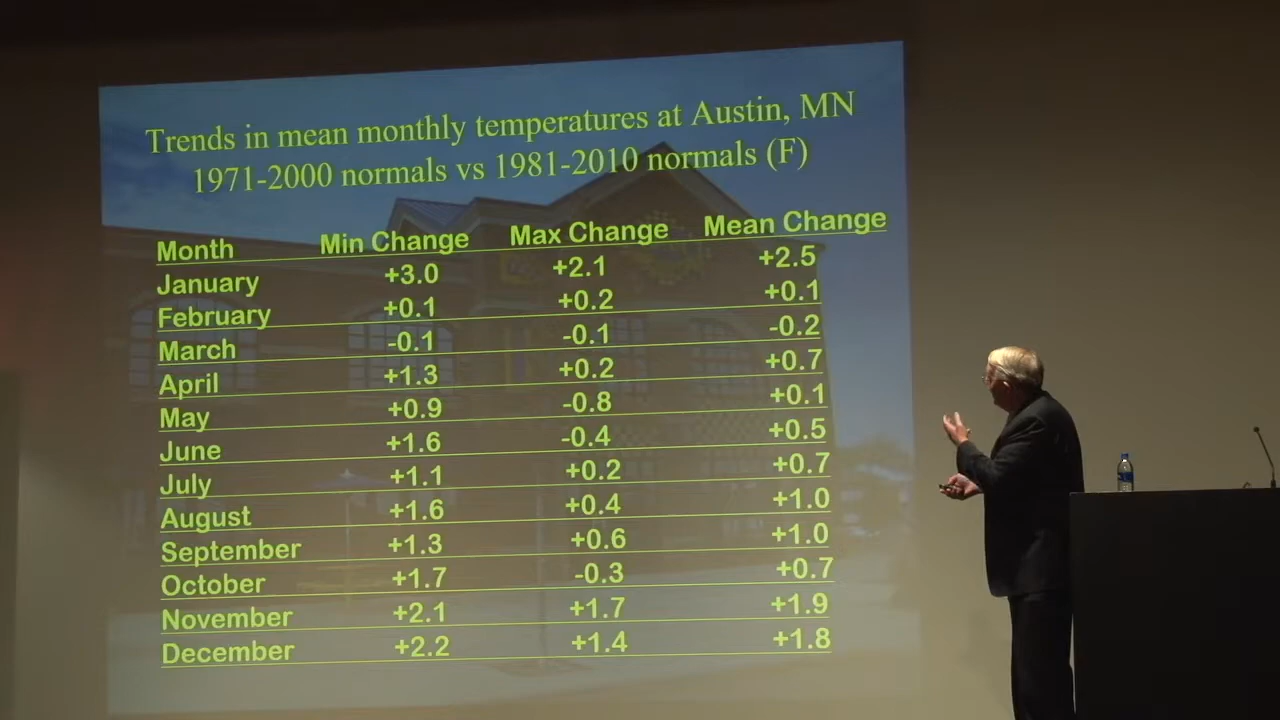 Trends in mean monthly temperatures at Austin, MN
1971-2000 normals vs 1981-2010 normals (F)
Month Min Change Max Change Mean Change
January +3.0 +2.1 +2.5
February +0.1 +0.2 +0.1
March -0.1 -0.1 -0.2
April +1.3 +0.2 +0.7
May +0.9 -0.8 +0.1
June +1.6 -0.4 +0.5
July +1.1 +0.2 +0.7
August +1.6 +0.4 +1.0
September +1.3 +0.6 +1.0
October +1.7 -0.3 +0.7
November +2.1 +1.7 +1.9
December +2.2 +1.4 +1.8